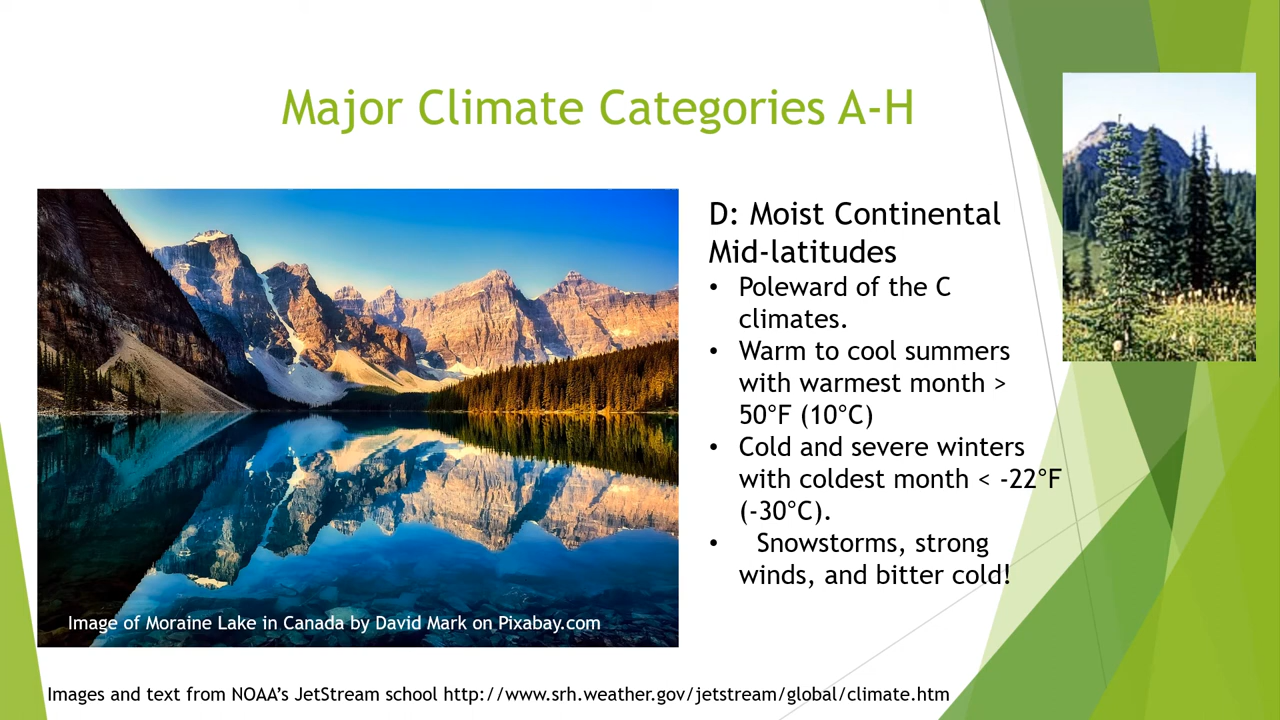 Major Climate Categories A-H
D: Moist Continental
Mid-latitudes
• Poleward of the C
climates.
• Warm to cool summers
with warmest month >
50°F (10°C)
• Cold and severe winters
with coldest month < -22°F
(-30°C).
• Snowstorms, strong
winds, and bitter cold!
Image of Moraine Lake in Canada by David Mark on Pixabay.com
Images and text from NOAA’s JetStream school http://www.srh.weather.gov/jetstream/global/climate.htm